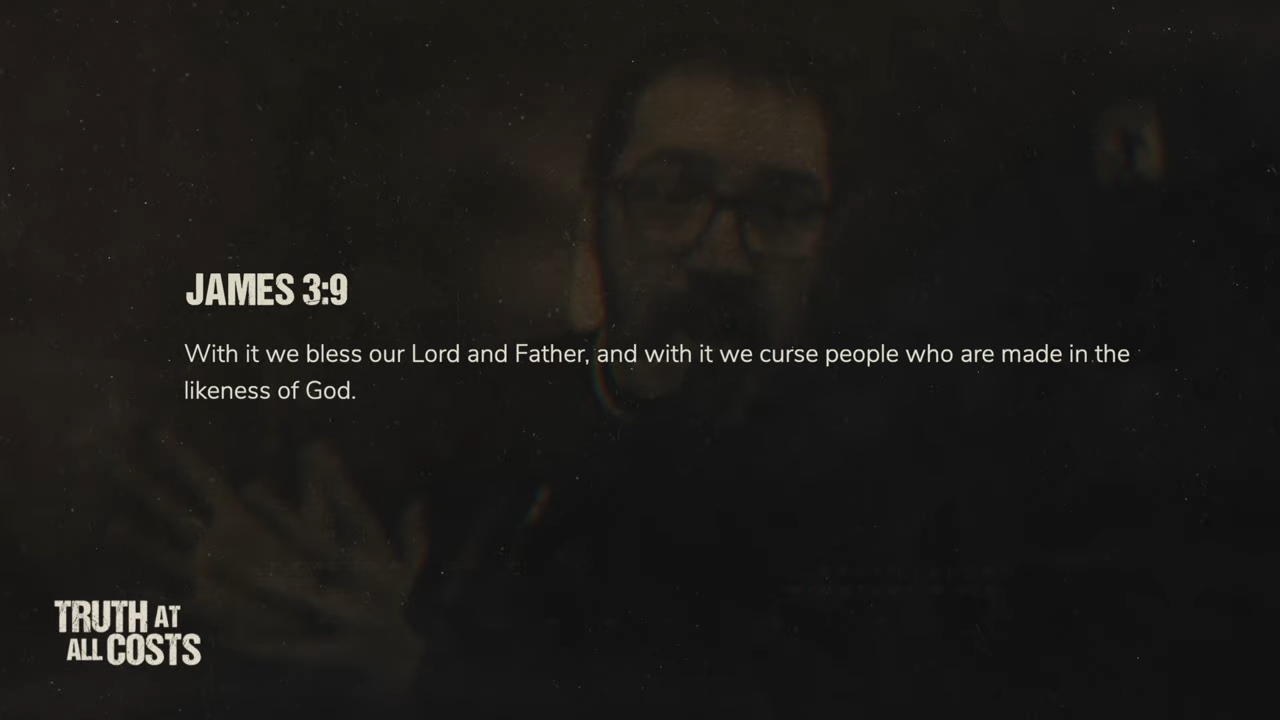 JAMES 3:9
With it we bless our Lord and Father, and with it we curse people who are made in the
likeness of God.
TRUTH AT
ALL COSTS